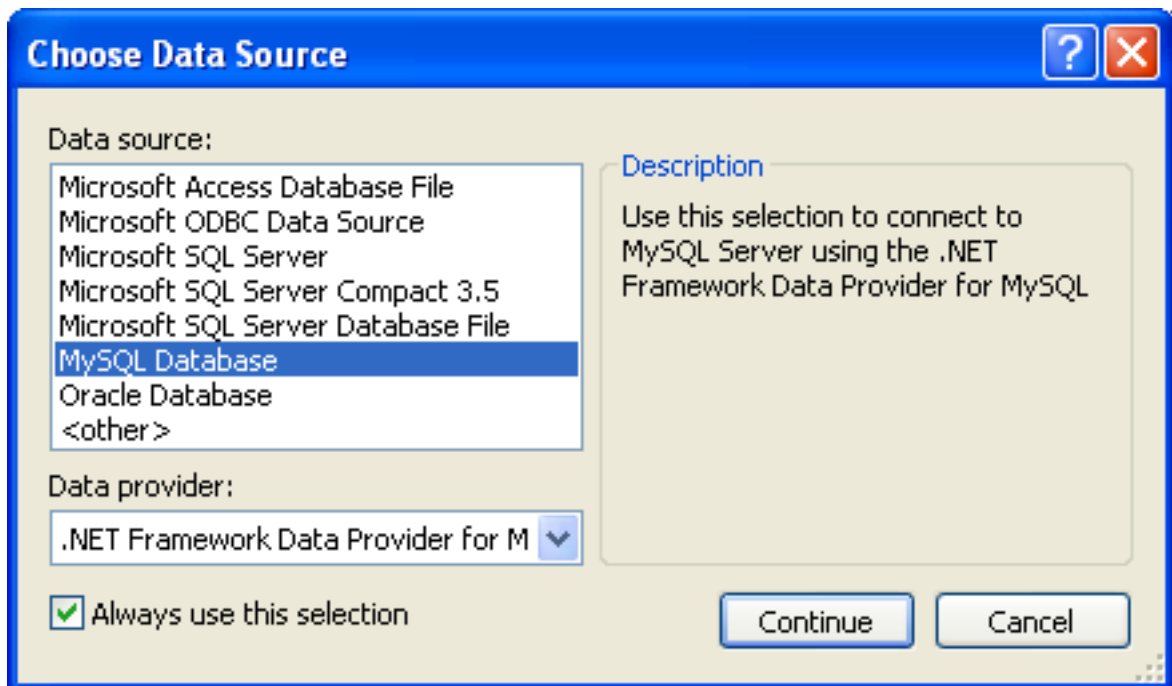 Choose Data Source
Data source:
Microsoft Access Database File
Microsoft ODBC Data Source
Microsoft SQL Server
Microsoft SQL Server Compact 3.5
Microsoft SQL Server Database File
MySQL Database
Oracle Database
<other>
Description
Use this selection to connect to
MySQL Server using the .NET
Framework Data Provider for MySQL
Data provider:
.NET Framework Data Provider for M
Always use this selection
Continue
Cancel